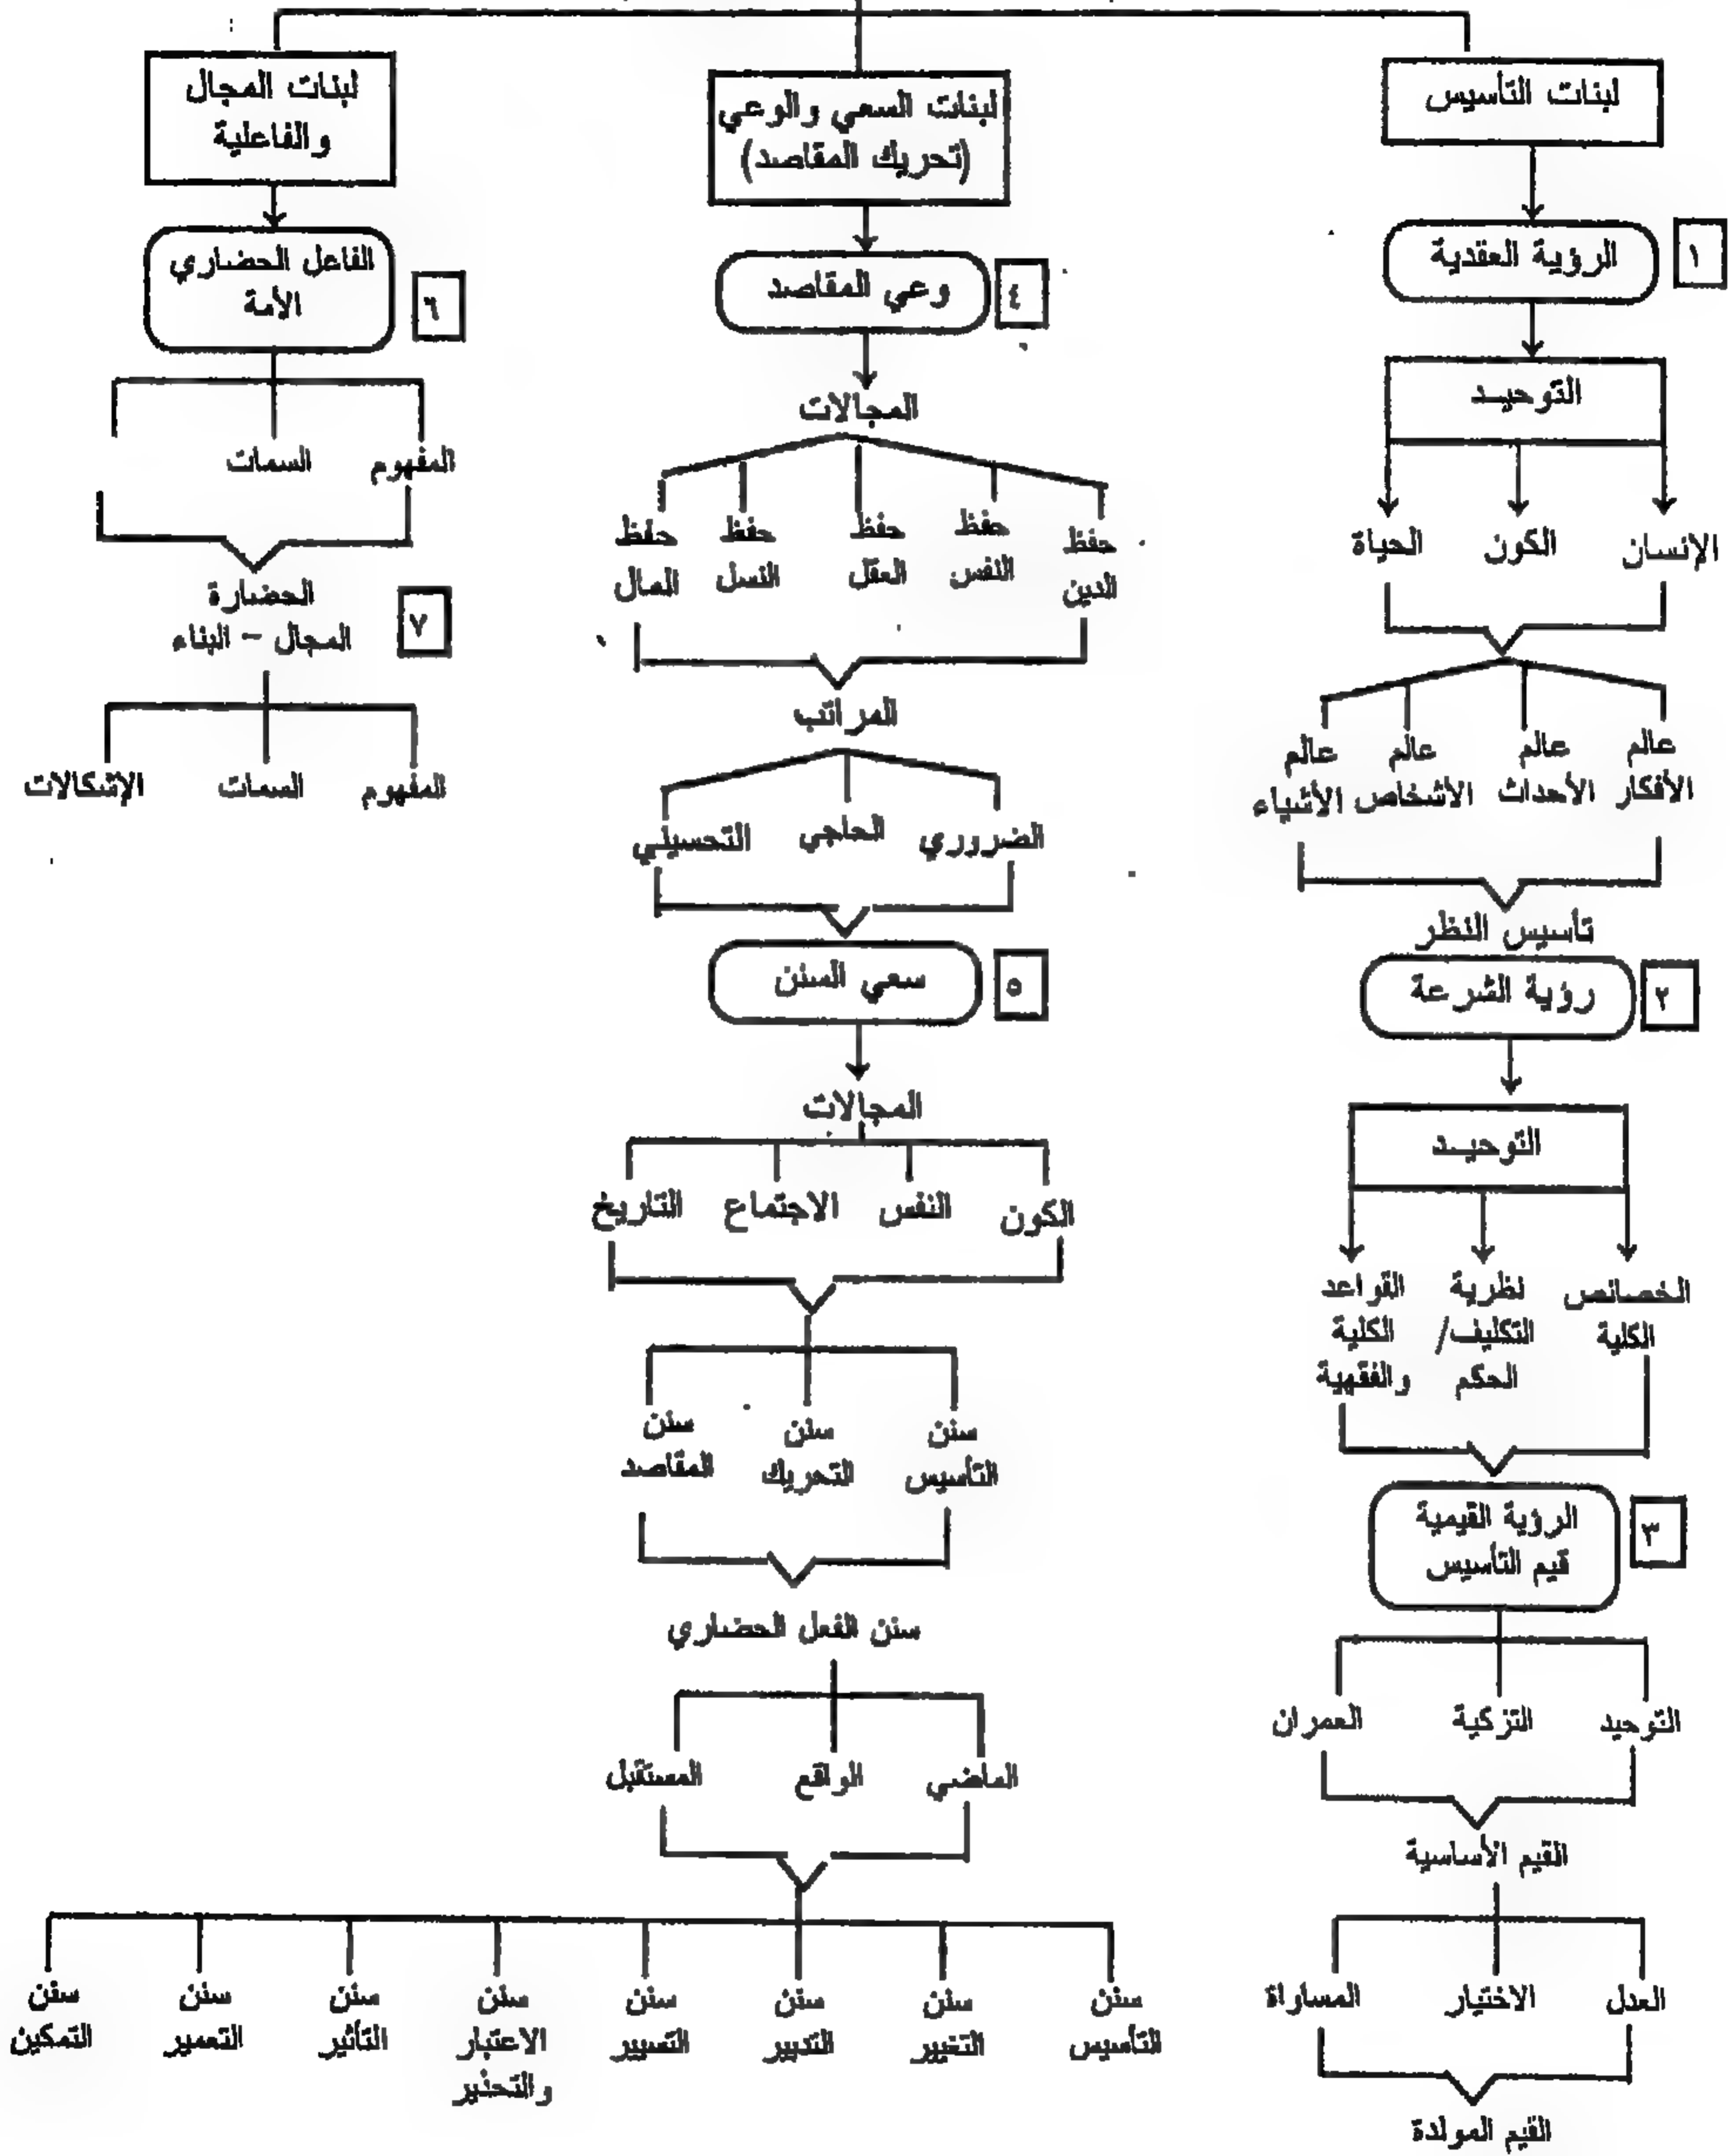 لبنات التأسيس
١
الرؤية العقدية
التوحيد
الإنسان
الكون
الحياة
عالم
الأفكار
عالم
الأحداث
عالم
الأشخاص
عالم
الأشياء
تأسيس النظر
٢
رؤية الشرعة
التوحيد
الخصائص
الكلية
نظرية
التكليف/
الحكم
القواعد
الكلية
والفقهية
٣
الرؤية القيمية
قيم التأسيس
التوحيد
التزكية
العمران
القيم الأساسية
العدل
الاختيار
المساراة
القيم المولدة
لبنات السعي والوعي
(تحريك المقاصد)
٤
وعي المقاصد
المجالات
حفظ
الدين
حفظ
النفس
حفظ
العقل
حفظ
النسل
حفظ
المال
المراتب
الضروري
الحاجي
التحسيلي
٥
سعي السنن
المجالات
الكون
النفس
الاجتماع
التاريخ
سنن
التأسيس
سنن
التحريك
سنن
المقاصد
سنن الفعل الحضاري
الماضي
الواقع
المستقبل
سنن
التأسيس
سنن
التغيير
سنن
التدبير
سنن
التسيير
سنن
الاعتبار
والتحذير
سنن
التأثير
سنن
التعمير
سنن
التمكين
لبنات المجال
والفاعلية
٦
الفاعل الحضاري
الأمة
المفهوم
السمات
٧
الحضارة
المجال - البناء
المفهوم
السمات
الإشكالات